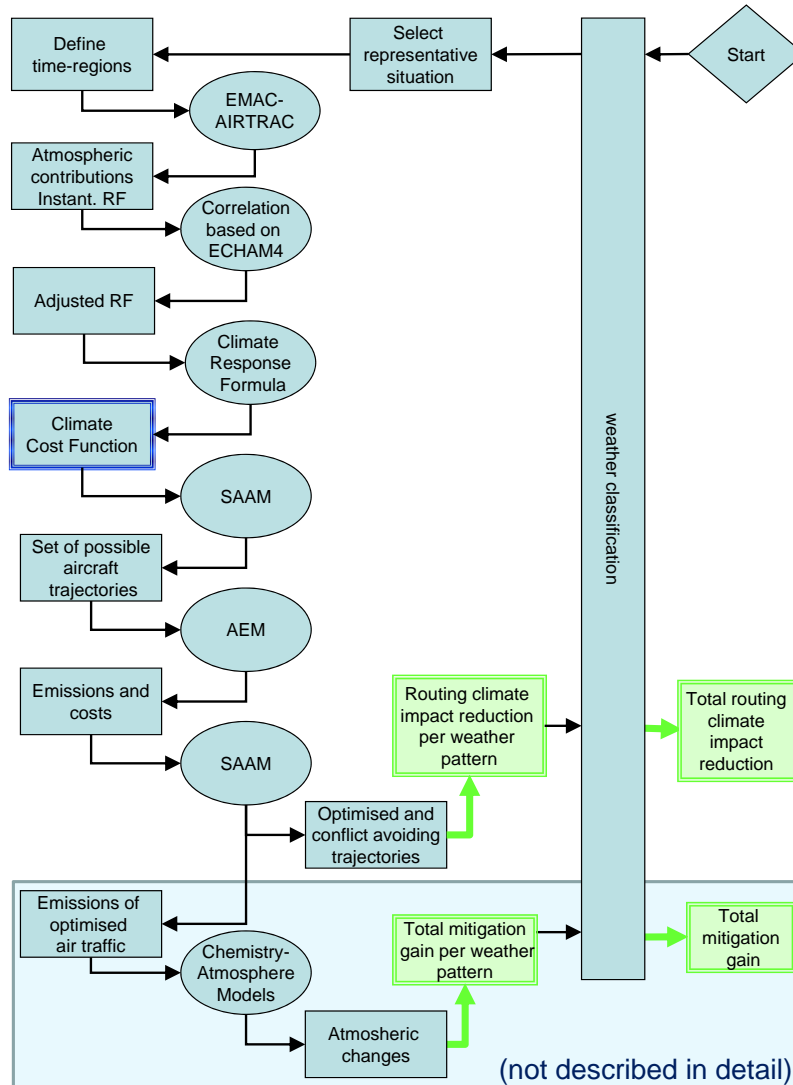 Start
weather classification
Select
representative
situation
Define
time-regions
EMAC-
AIRTRAC
Atmospheric
contributions
Instant. RF
Correlation
based on
ECHAM4
Adjusted RF
Climate
Response
Formula
Climate
Cost Function
SAAM
Set of possible
aircraft
trajectories
AEM
Emissions and
costs
SAAM
Optimised and
conflict avoiding
trajectories
Routing climate
impact reduction
per weather
pattern
Total routing
climate
impact
reduction
Emissions of
optimised
air traffic
Chemistry-
Atmosphere
Models
Atmosheric
changes
Total mitigation
gain per weather
pattern
Total
mitigation
gain
(not described in detail)